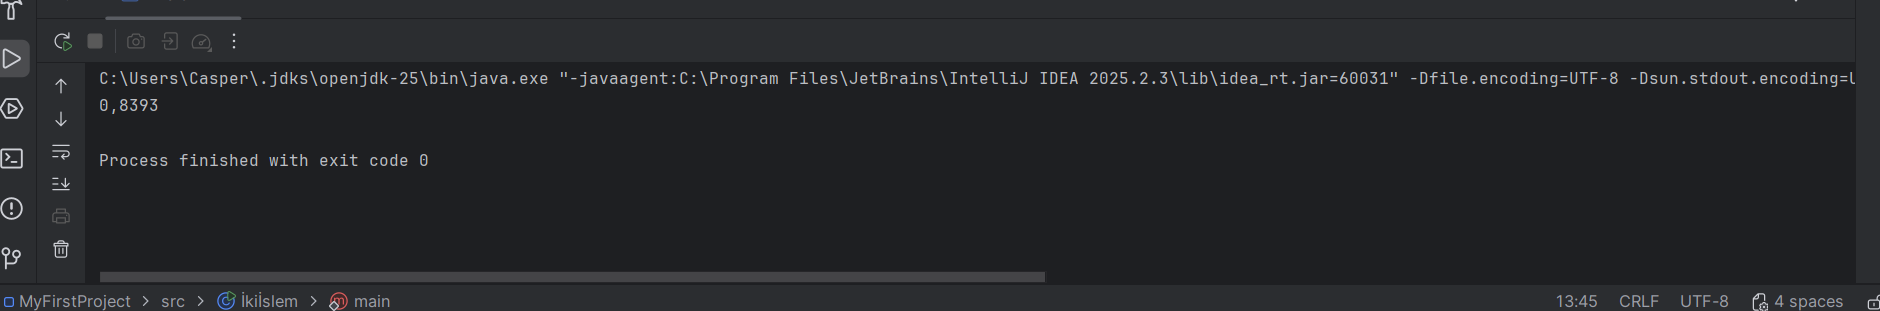 C:\Users\Casper\.jdks\openjdk-25\bin\java.exe "-javaagent:C:\Program Files\JetBrains\IntelliJ IDEA 2025.2.3\lib\idea_rt.jar=60031" -Dfile.encoding=UTF-8 -Dsun.stdout.encoding=U
0,8393
Process finished with exit code 0
MyFirstProject > src > İkiİslem > main 13:45 CRLF UTF-8 4 spaces